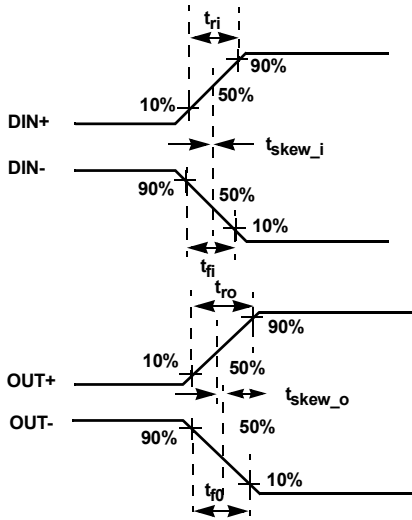 tri
90%
10%
50%
DIN+
tskew_i
DIN-
90%
50%
10%
tfi
tro
90%
10%
50%
OUT+
tskew_o
OUT-
90%
50%
10%
tf0